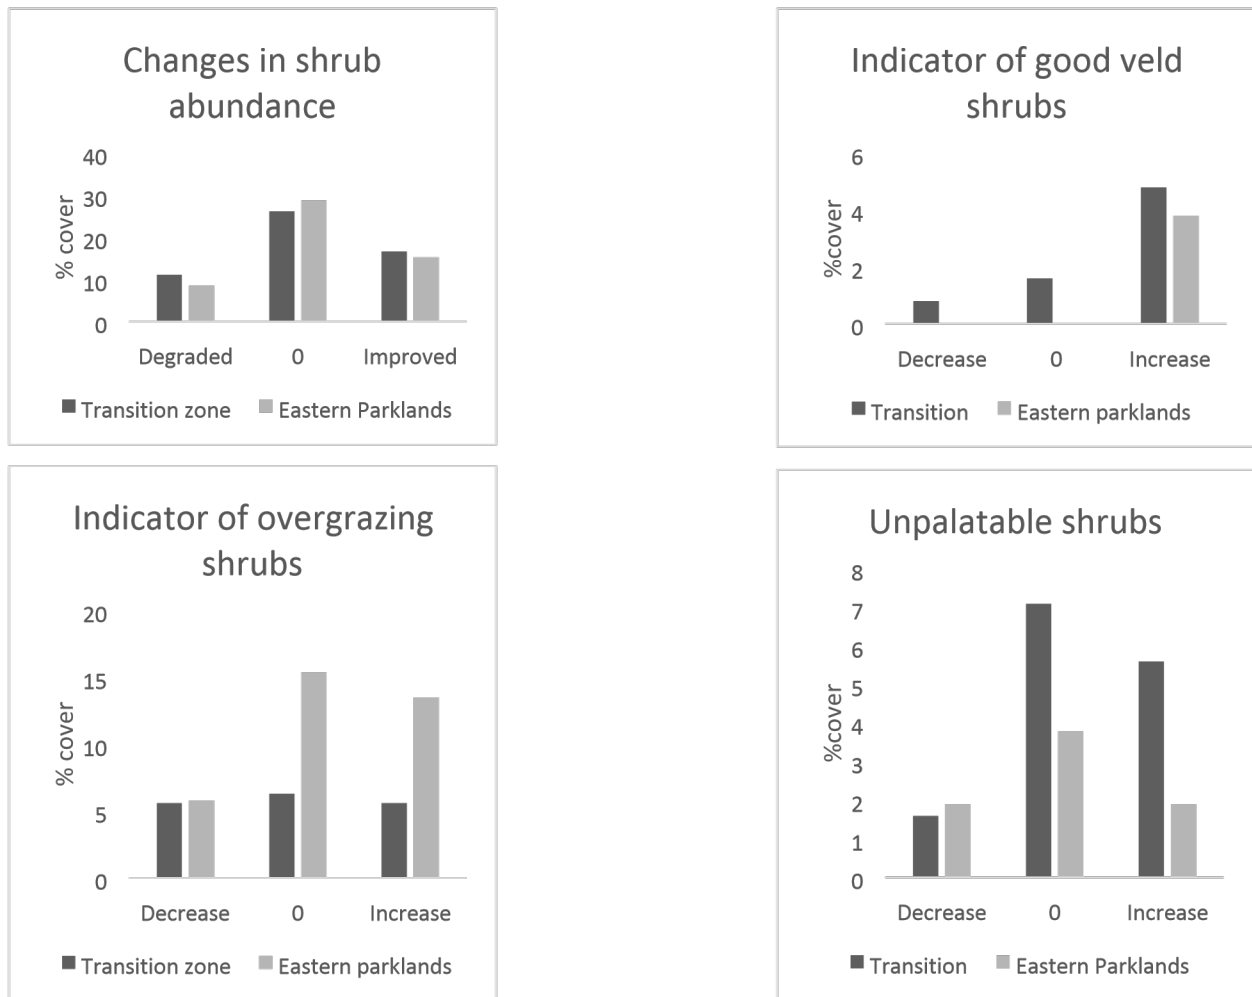 Changes in shrub
abundance
40
30
20
10
0
% cover
Degraded 0 Improved
Transition zone Eastern Parklands
Indicator of good veld
shrubs
6
4
2
0
%cover
Decrease 0 Increase
Transition Eastern parklands
Indicator of overgrazing
shrubs
20
15
10
5
0
% cover
Decrease 0 Increase
Transition zone Eastern parklands
Unpalatable shrubs
8
7
6
5
4
3
2
1
0
%cover
Decrease 0 Increase
Transition Eastern Parklands